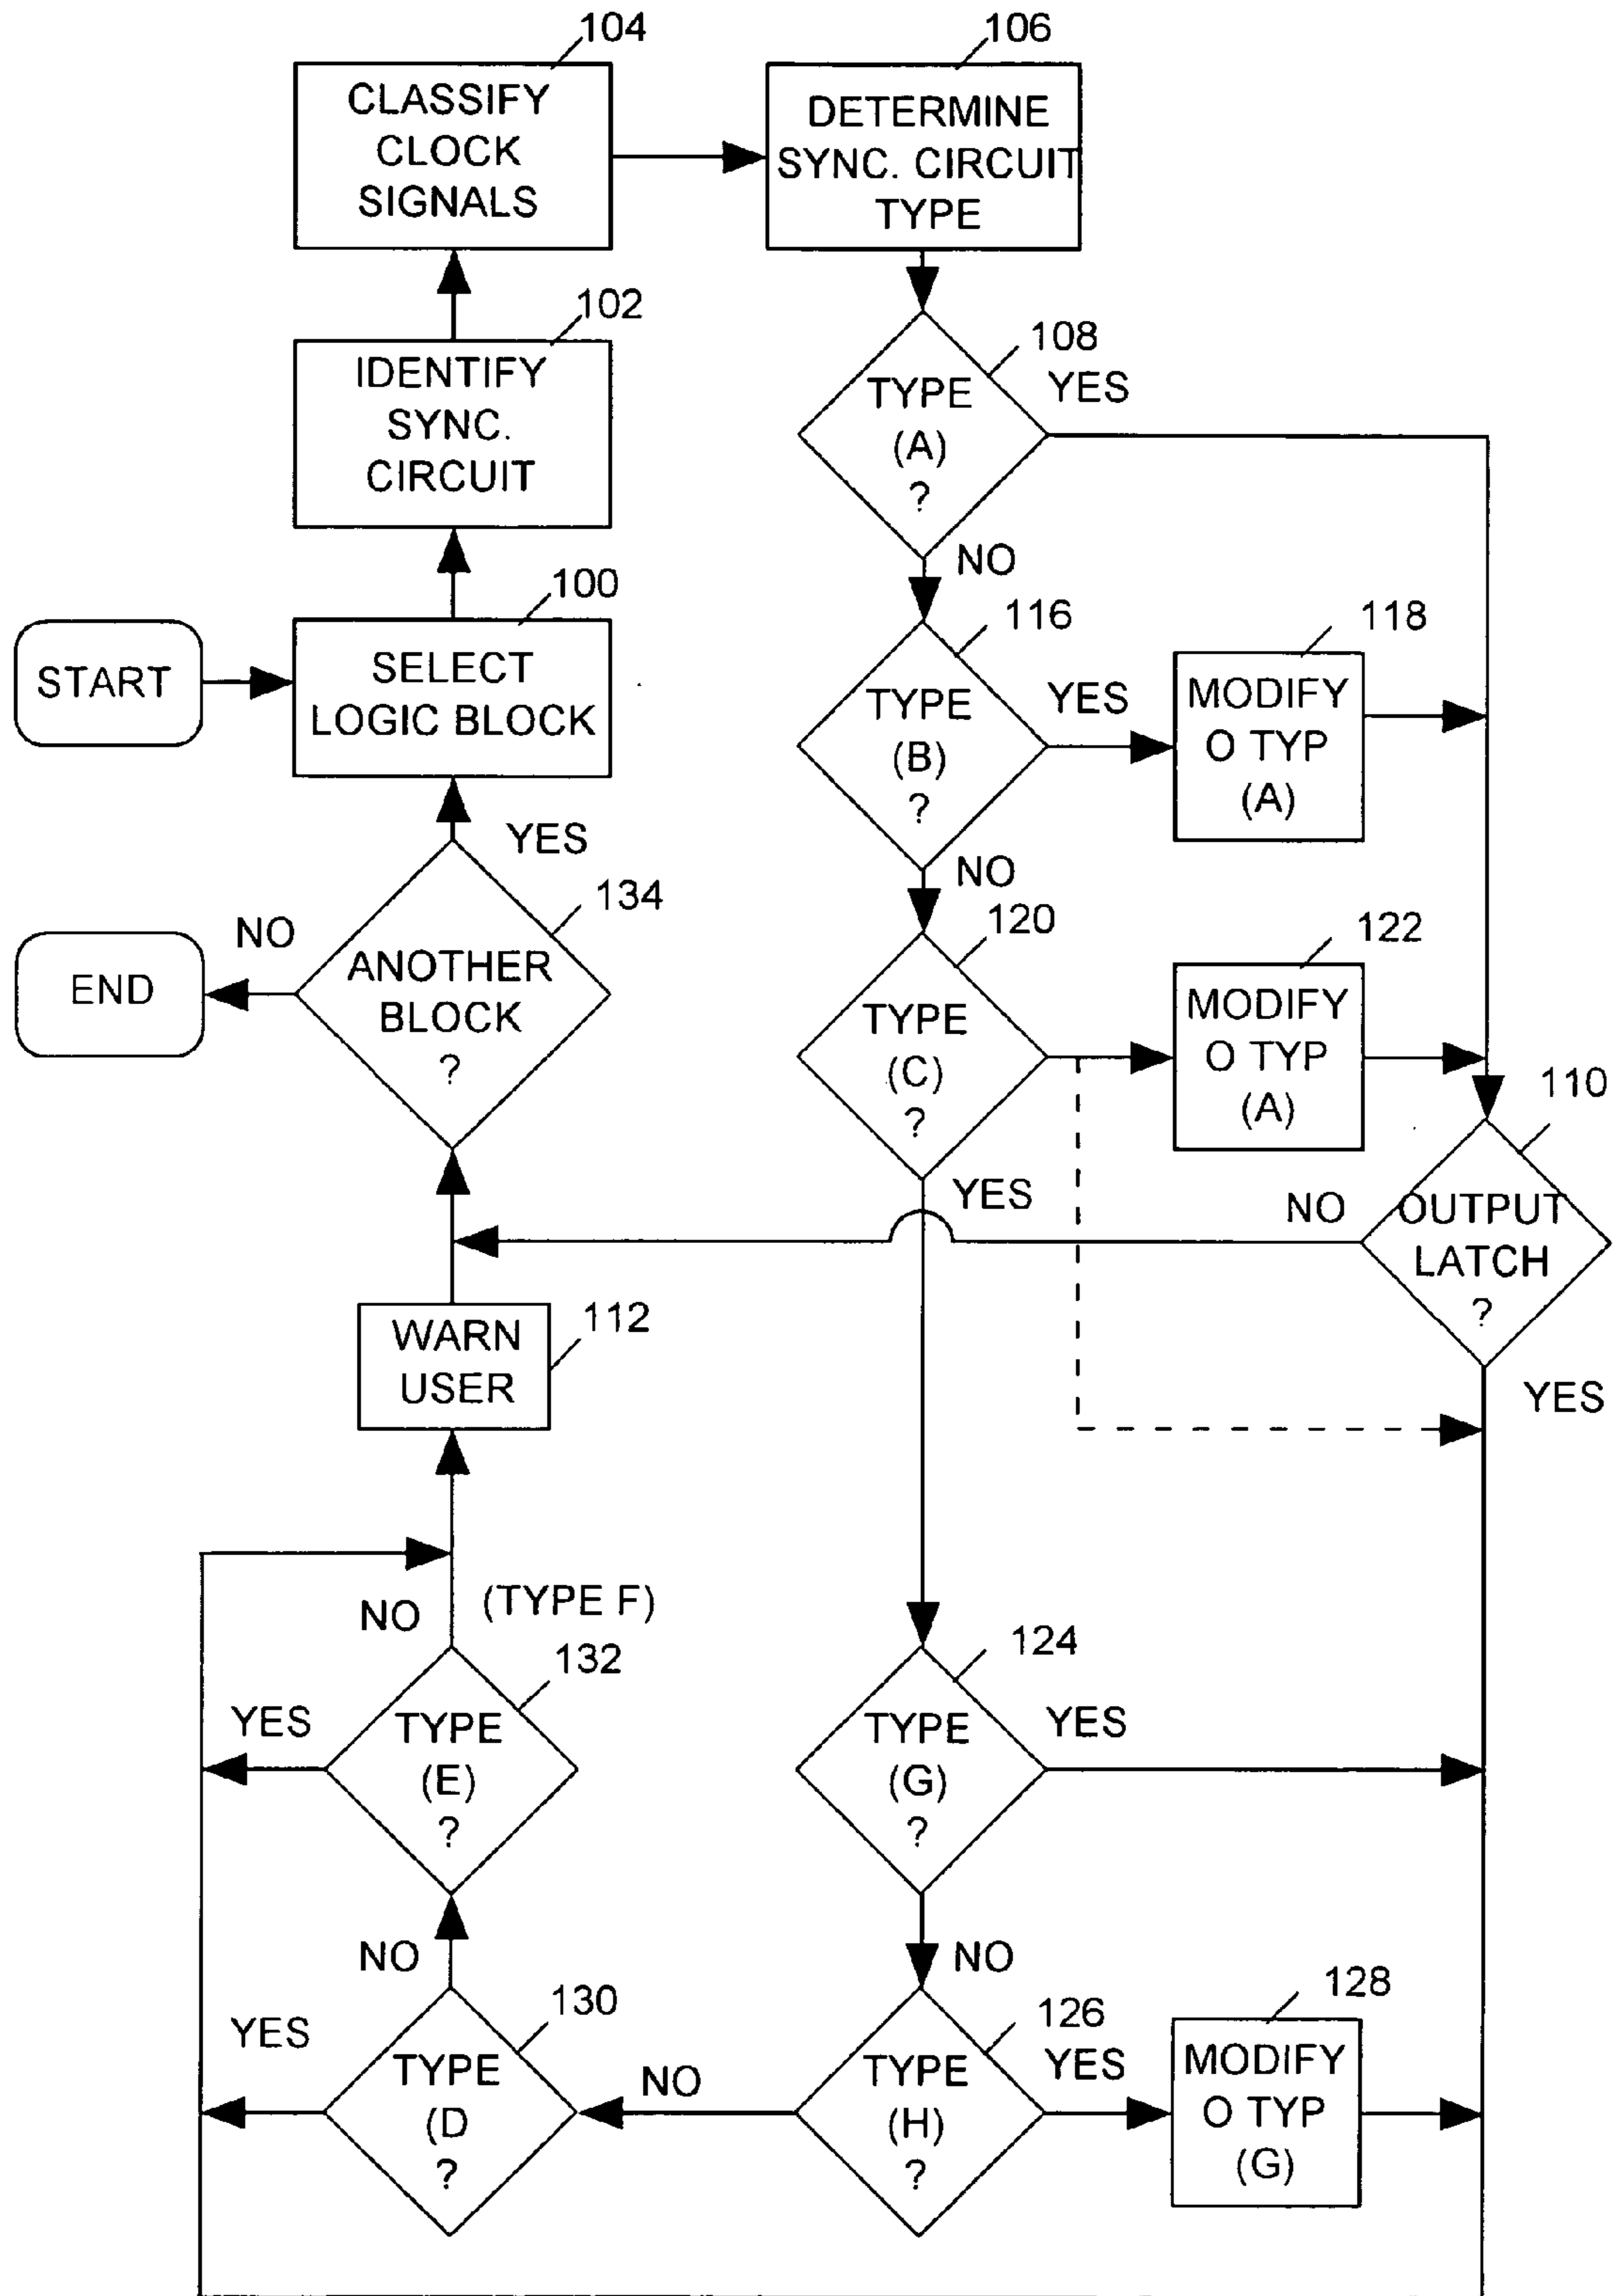 104
CLASSIFY
CLOCK
SIGNALS
106
DETERMINE
SYNC. CIRCUIT
TYPE
102
IDENTIFY
SYNC.
CIRCUIT
108
TYPE
(A)
?
YES
NO
100
SELECT
LOGIC BLOCK
START
116
TYPE
(B)
?
YES
NO
118
MODIFY
O TYP
(A)
YES
134
ANOTHER
BLOCK
?
NO
END
120
TYPE
(C)
?
YES
122
MODIFY
O TYP
(A)
110
OUTPUT
LATCH
?
NO
YES
112
WARN
USER
NO
(TYPE F)
132
TYPE
(E)
?
YES
124
TYPE
(G)
?
YES
NO
NO
130
TYPE
(D
?
YES
NO
126
TYPE
(H)
?
YES
128
MODIFY
O TYP
(G)